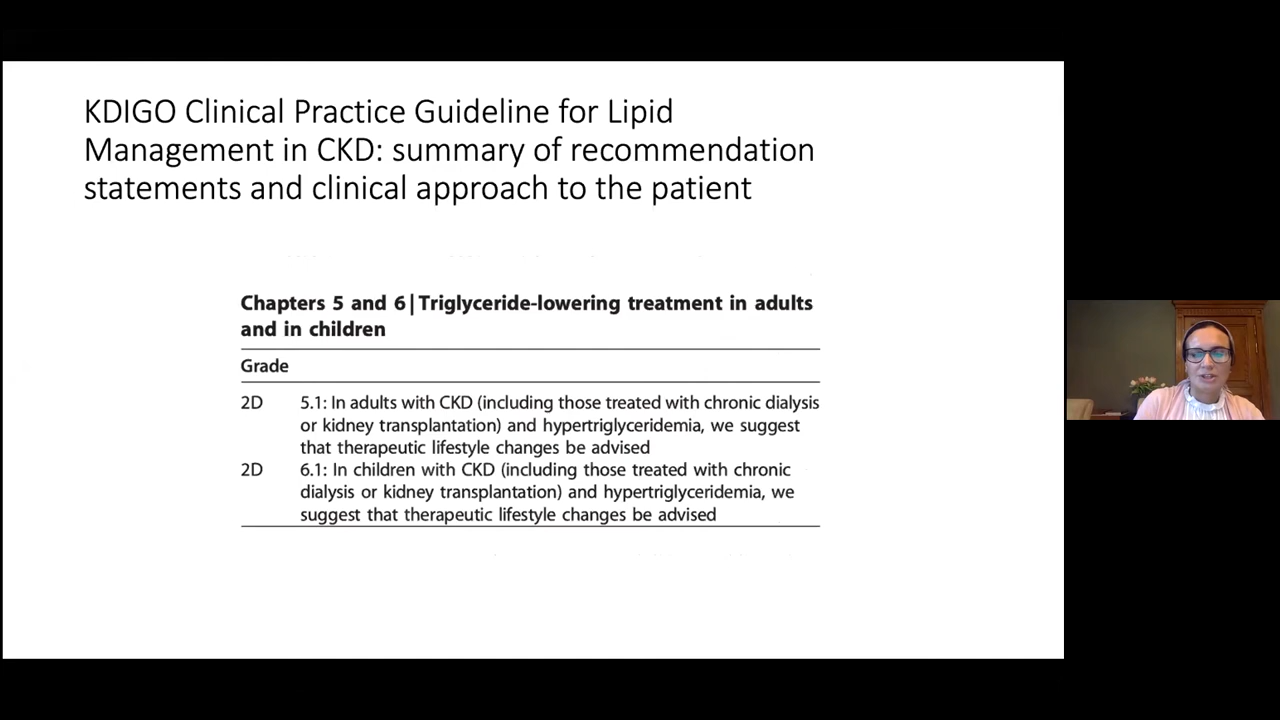 KDIGO Clinical Practice Guideline for Lipid
Management in CKD: summary of recommendation
statements and clinical approach to the patient
Chapters 5 and 6|Triglyceride-lowering treatment in adults
and in children
Grade
2D 5.1: In adults with CKD (including those treated with chronic dialysis
or kidney transplantation) and hypertriglyceridemia, we suggest
that therapeutic lifestyle changes be advised
2D 6.1: In children with CKD (including those treated with chronic
dialysis or kidney transplantation) and hypertriglyceridemia, we
suggest that therapeutic lifestyle changes be advised